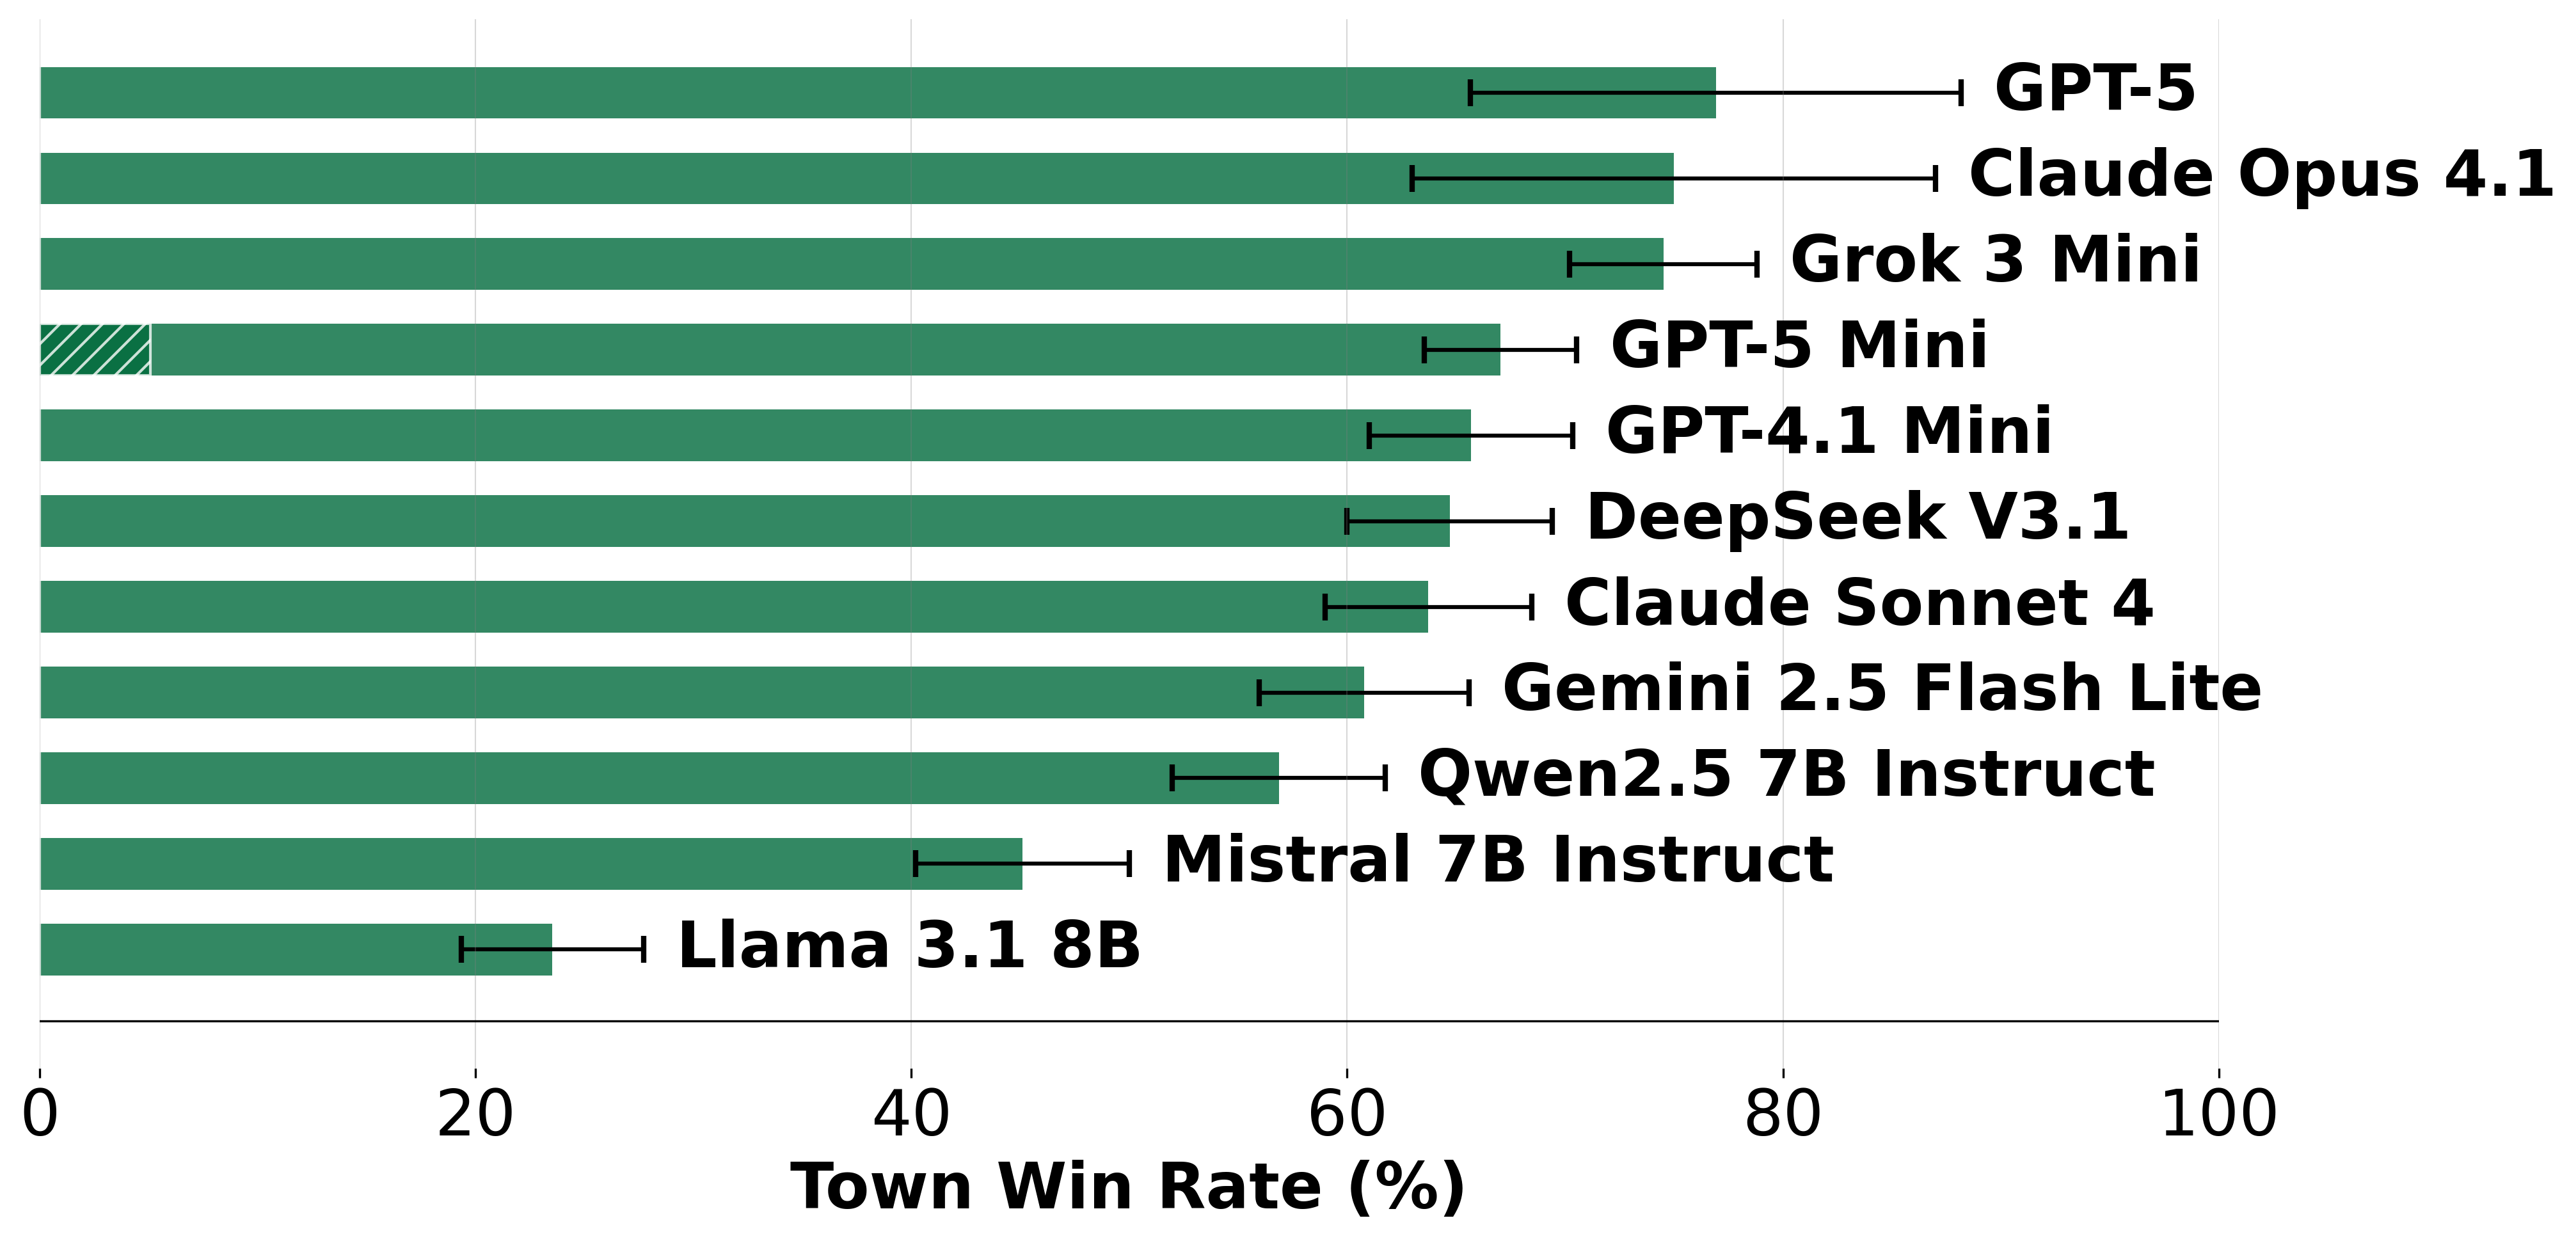 GPT-5
Claude Opus 4.1
Grok 3 Mini
GPT-5 Mini
GPT-4.1 Mini
DeepSeek V3.1
Claude Sonnet 4
Gemini 2.5 Flash Lite
Qwen2.5 7B Instruct
Mistral 7B Instruct
Llama 3.1 8B
0 20 40 60 80 100
Town Win Rate (%)